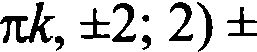 πk, ±2; 2) ±